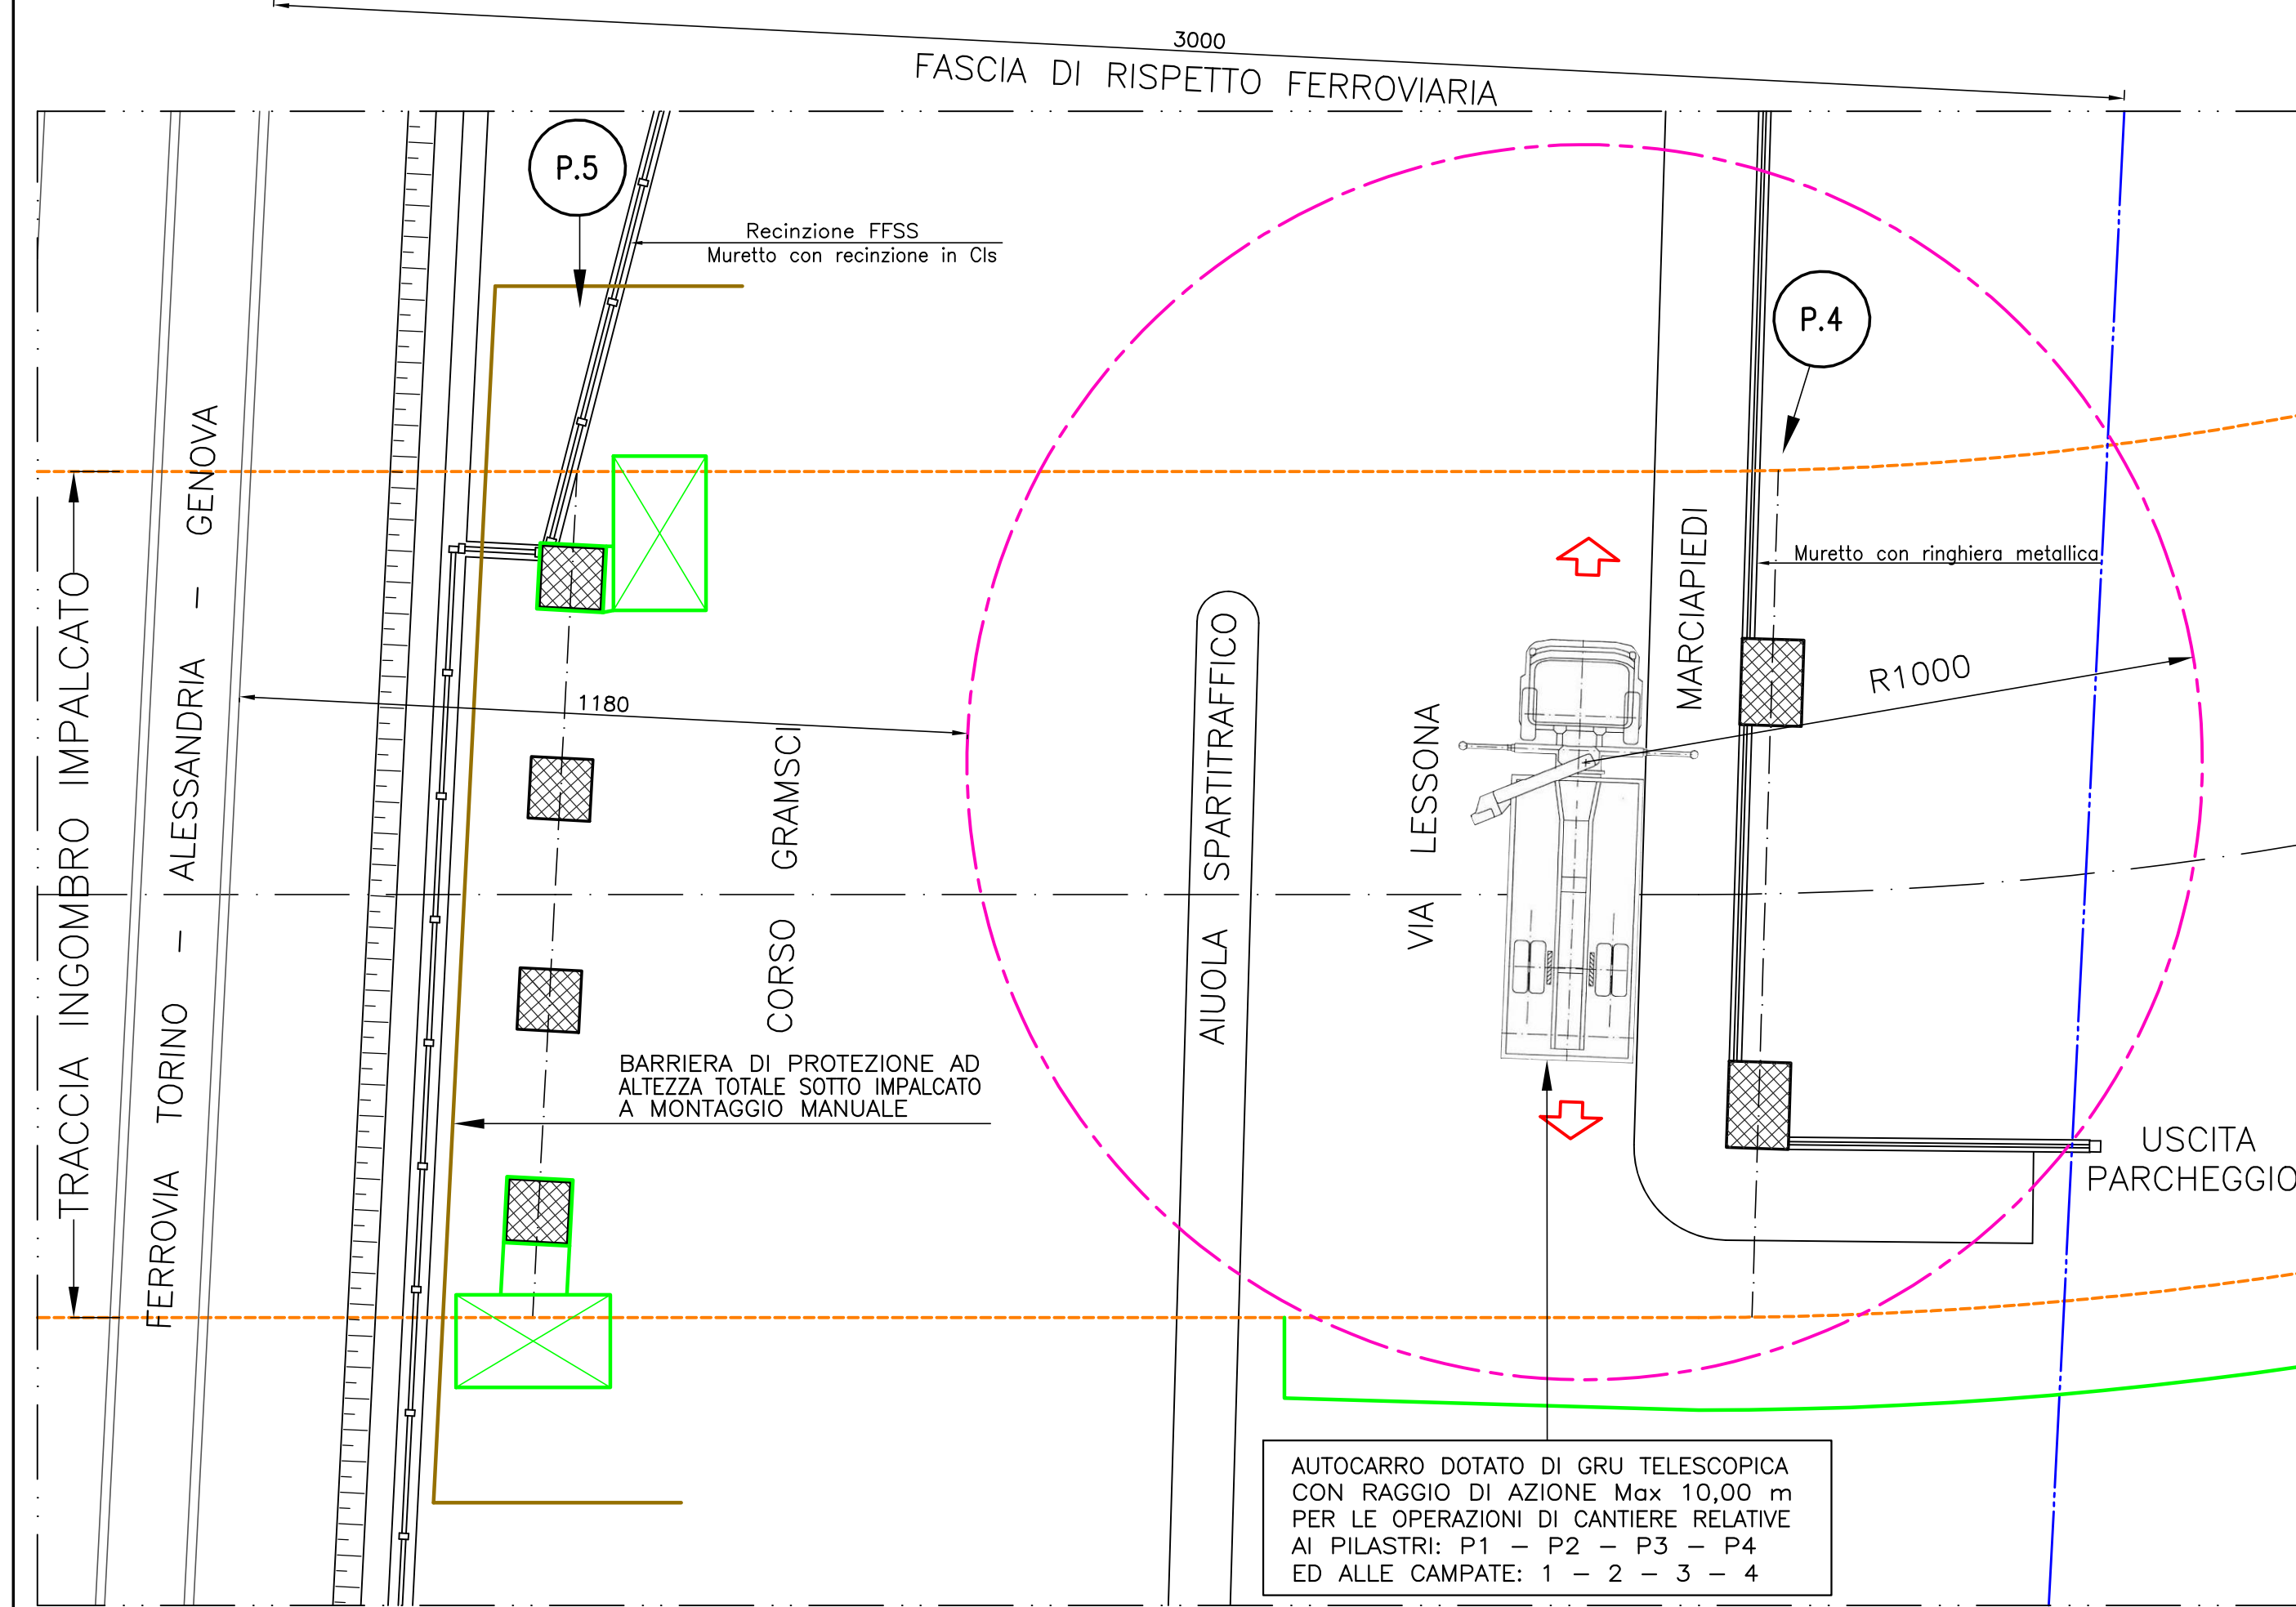 3000
FASCIA DI RISPETTO FERROVIARIA
P.5
Recinzione FFSS
Muretto con recinzione in Cls
P.4
TRACCIA INGOMBRO IMPALCATO
FERROVIA TORINO - ALESSANDRIA - GENOVA
1180
CORSO GRAMSCI
AIUOLA SPARTITRAFFICO
VIA LESSONA
MARCIAPIEDI
Muretto con ringhiera metallica
R1000
BARRIERA DI PROTEZIONE AD
ALTEZZA TOTALE SOTTO IMPALCATO
A MONTAGGIO MANUALE
USCITA
PARCHEGGIO
AUTOCARRO DOTATO DI GRU TELESCOPICA
CON RAGGIO DI AZIONE Max 10,00 m
PER LE OPERAZIONI DI CANTIERE RELATIVE
AI PILASTRI: P1 - P2 - P3 - P4
ED ALLE CAMPATE: 1 - 2 - 3 - 4